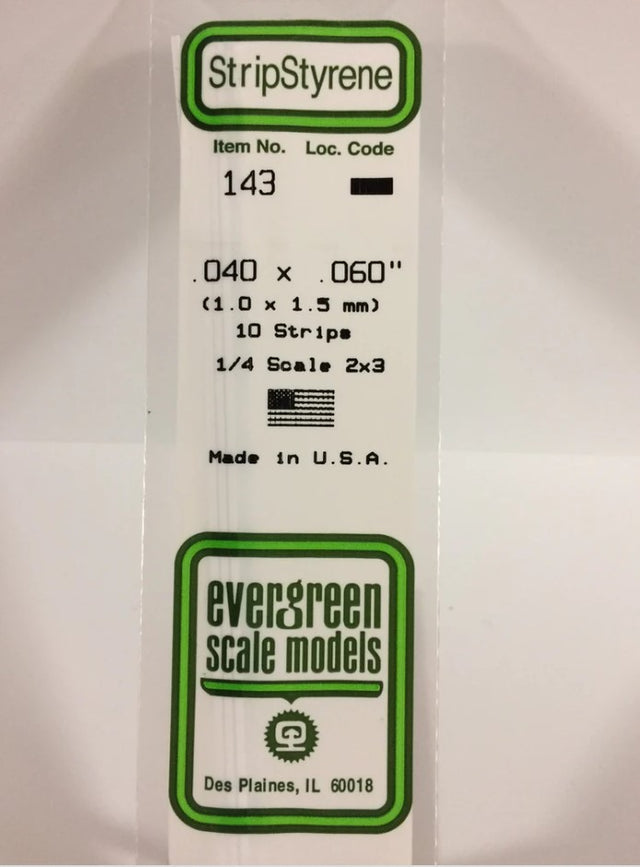 StripStyrene
Item No. Loc. Code
143
.040 x .060"
(1.0 x 1.5 mm)
10 Strips
1/4 Scale 2x3
Made in U.S.A.
evergreen
scale models
Des Plaines, IL 60018